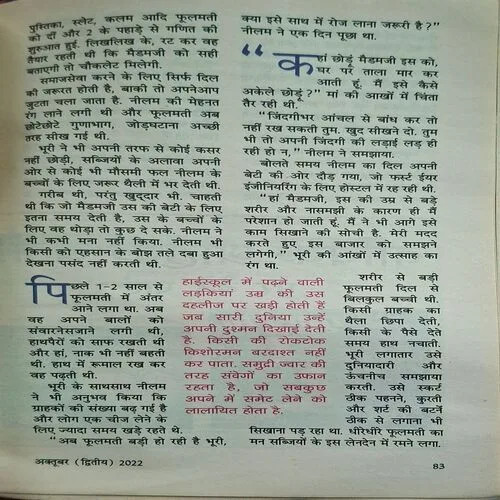 पुस्तिका, स्लेट, कलम आदि फूलमती
को दीं और 2 के पहाड़े से गणित की
शुरुआत हुई. लिखलिख के, रट कर वह
तैयार रहती थी कि मैडमजी को सही
बताएगी तो चौकलेट मिलेगी.
समाजसेवा करने के लिए सिर्फ दिल
की जरूरत होती है, बाकी तो अपनेआप
जुटता चला जाता है. नीलम की मेहनत
रंग लाने लगी थी और फूलमती अब
छोटेछोटे गुणाभाग, जोड़घटाना अच्छी
तरह सीख गई थी.
भूरी ने भी अपनी तरफ से कोई कसर
नहीं छोड़ी, सब्जियों के अलावा अपनी
ओर से कोई भी मौसमी फल नीलम के
बच्चों के लिए जरूर थैली में भर देती थी.
गरीब थी, परंतु खुद्दार भी. चाहती
थी कि जो मैडमजी उस की बेटी के लिए
इतना समय देती है, उस के बच्चों के
लिए वह थोड़ा तो कुछ दे सके. नीलम ने
भी कभी मना नहीं किया. नीलम भी
किसी को एहसान के बोझ तले दबा हुआ
देखना पसंद नहीं करती थी.
पिछले 1-2 साल से
फूलमती में अंतर
आने लगा था. अब
वह अपने बालों को
संवारनेसजाने लगी थी,
हाथपैरों को साफ रखती थी
और हां, नाक भी नहीं बहती
थी. हाथ में रूमाल रख कर
वह पढ़ती थी.
भूरी के साथसाथ नीलम
ने भी अनुभव किया कि
ग्राहकों की संख्या बढ़ गई है
और लोग एक चीज लेने के
लिए ज्यादा समय खड़े रहते थे.
"अब फूलमती बड़ी हो रही है भूरी,
क्या इसे साथ में रोज लाना जरूरी है?"
नीलम ने एक दिन पूछा था.
"कहां छोड़ूं मैडमजी इस को,
घर पर ताला मार कर
आती हूं. मैं इसे कैसे
अकेले छोड़ूं?" मां की आंखों में चिंता
तैर रही थी.
"जिंदगीभर आंचल से बांध कर तो
नहीं रख सकती तुम. खुद सीखने दो. तुम
भी तो अपनी जिंदगी की लड़ाई लड़ ही
रही हो न," नीलम ने समझाया.
बोलते समय नीलम का दिल अपनी
बेटी की ओर दौड़ गया, जो फर्स्ट ईयर
इंजीनियरिंग के लिए होस्टल में रह रही थी.
"हां मैडमजी, इस की उम्र से बड़े
शरीर और नासमझी के कारण ही मैं
परेशान हो जाती हूं. मैं ने भी आगे इसे
काम सिखाने की सोची है. मेरी मदद
करते हुए इस बाजार को समझने
लगेगी," भूरी की आंखों में उत्साह का
रंग था.
हाईस्कूल में पढ़ने वाली
लड़कियां उम्र की उस
दहलीज पर खड़ी होती हैं
जब सारी दुनिया उन्हें
अपनी दुश्मन दिखाई देती
है. किसी की रोकटोक
किशोरमन बरदाश्त नहीं
कर पाता. समुद्री ज्वार की
तरह संवेगों का उफान
रहता है, जो सबकुछ
अपने में समेट लेने को
लालायित होता है.
शरीर से बड़ी
फूलमती दिल से
बिलकुल बच्ची थी.
किसी ग्राहक का
थैला छिपा देती,
किसी के पैसे देते
समय हाथ नचाती.
भूरी लगातार उसे
दुनियादारी और
ऊंचनीच समझाया
करती. उसे स्कर्ट
ठीक पहनने, कुरती
और शर्ट की बटनें
ठीक से लगाना भी
सिखाना पड़ रहा था. धीरेधीरे फूलमती का
मन सब्जियों के इस लेनदेन में रमने लगा.
अक्तूबर (द्वितीय) 2022
83